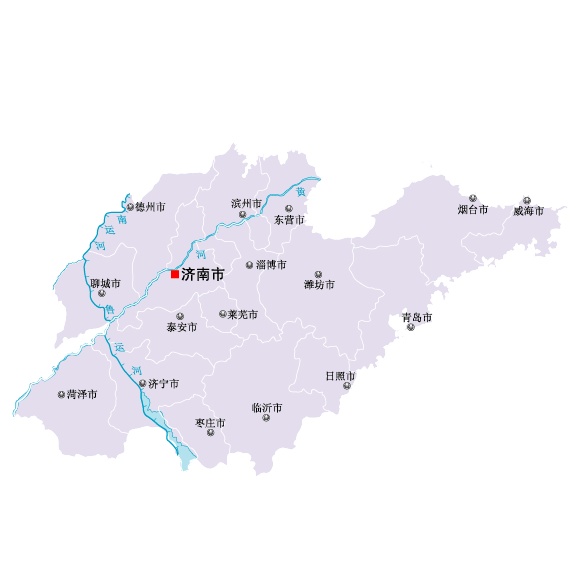 南
运
河
德州市
滨州市
黄
东营市
烟台市
威海市
河
济南市
淄博市
潍坊市
聊城市
鲁
泰安市
莱芜市
青岛市
运
河
济宁市
日照市
菏泽市
临沂市
枣庄市